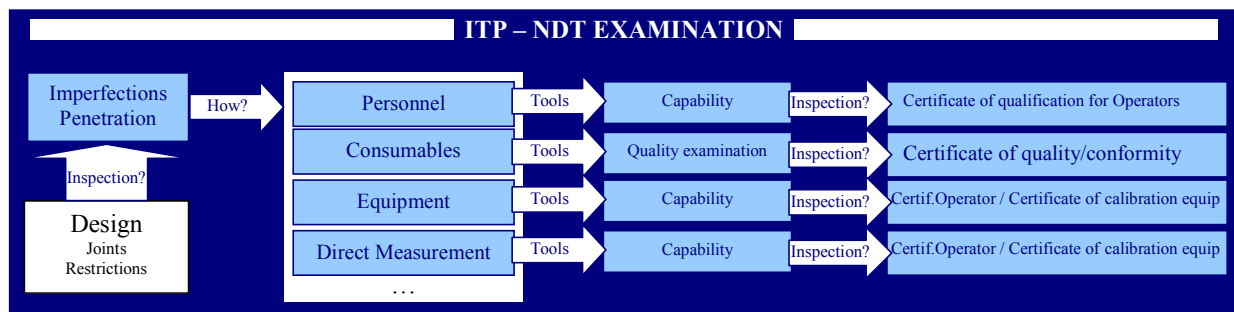 ITP – NDT EXAMINATION
Imperfections
Penetration
How?
Inspection?
Design
Joints
Restrictions
Personnel
Tools
Capability
Inspection?
Certificate of qualification for Operators
Consumables
Tools
Quality examination
Inspection?
Certificate of quality/conformity
Equipment
Tools
Capability
Inspection?
Certif.Operator / Certificate of calibration equip
Direct Measurement
Tools
Capability
Inspection?
Certif.Operator / Certificate of calibration equip
…